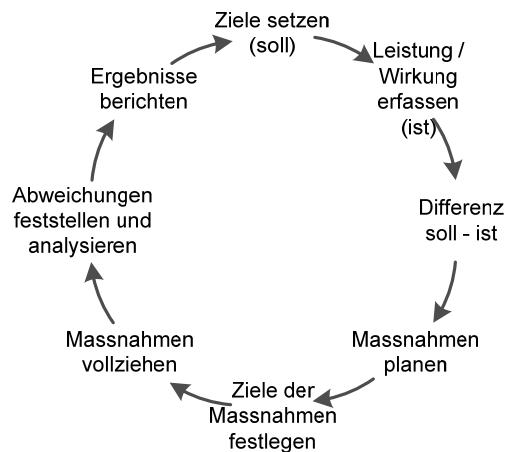 Ziele setzen
(soll)
Leistung /
Wirkung
erfassen
(ist)
Differenz
soll - ist
Massnahmen
planen
Ziele der
Massnahmen
festlegen
Massnahmen
vollziehen
Abweichungen
feststellen und
analysieren
Ergebnisse
berichten